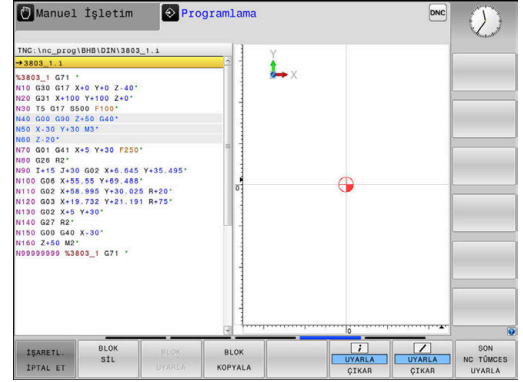 Manuel İşletim
Programlama
DNC
TNC:\nc_prog\BHB\DIN\3803_1.i
→3803_1.i
%3803_1 G71 *
N10 G30 G17 X+0 Y+0 Z-40*
N20 G31 X+100 Y+100 Z+0*
N30 T5 G17 S500 F100*
N40 G00 G90 Z+50 G40*
N50 X-30 Y+30 M3*
N60 Z-20*
N70 G01 G41 X+5 Y+30 F250*
N80 G26 R2*
N90 I+15 J+30 G02 X+6.645 Y+35.495*
N100 G06 X+55.55 Y+69.488*
N110 G02 X+58.995 Y+30.025 R+20*
N120 G03 X+19.732 Y+21.191 R+75*
N130 G02 X+5 Y+30*
N140 G27 R2*
N150 G00 G40 X-30*
N160 Z+50 M2*
N99999999 %3803_1 G71 *
Y
X
0
0
İŞARETL.
İPTAL ET
BLOK
SİL
BLOK
UYARLA
BLOK
KOPYALA
UYARLA
ÇIKAR
UYARLA
ÇIKAR
SON
NC TÜMCES
UYARLA